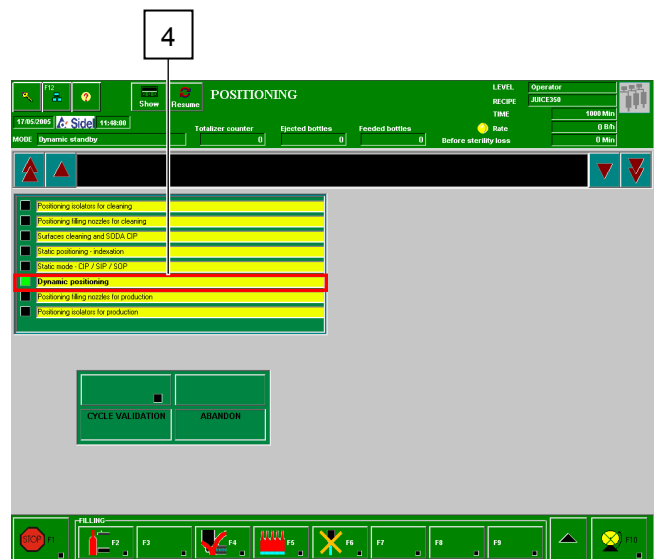 4
F12
?
Show
Resume
POSITIONING
LEVEL Operator
RECIPE JUICE350
TIME 1000 Min
17/05/2005 Sidel 11:48:00
Rate 0 B/h
Totalizer counter Ejected bottles Feeded bottles
MODE Dynamic standby 0 0 0 Before sterility loss 0 Min
Positioning isolators for cleaning
Positioning filling nozzles for cleaning
Surfaces cleaning and SODA CIP
Static positioning - indexation
Static mode - CIP / SIP / SOP
Dynamic positioning
Positioning filling nozzles for production
Positioning isolators for production
CYCLE VALIDATION ABANDON
FILLING
STOP F1 F2 F3 F4 F5 F6 F7 F8 F9 F10